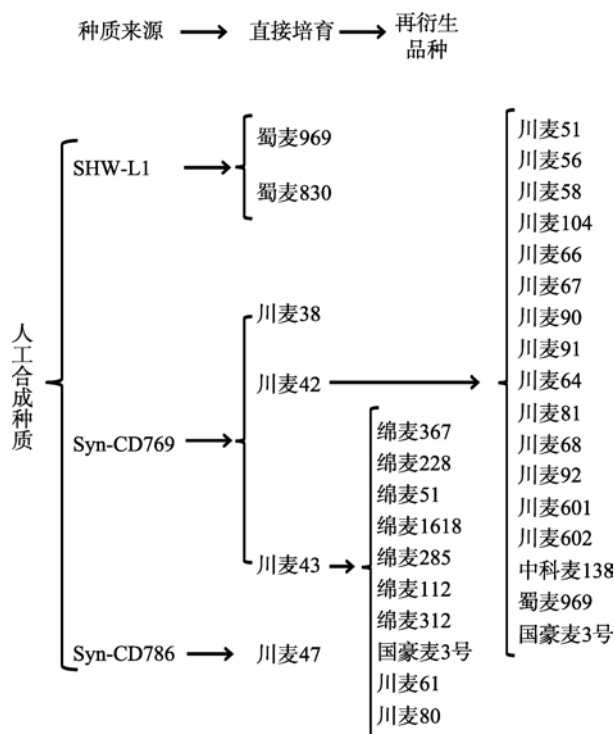 种质来源
直接培育
再衍生
品种
人工合成种质
SHW-L1
蜀麦969
蜀麦830
Syn-CD769
川麦38
川麦42
川麦43
Syn-CD786
川麦47
绵麦367
绵麦228
绵麦51
绵麦1618
绵麦285
绵麦112
绵麦312
国豪麦3号
川麦61
川麦80
川麦51
川麦56
川麦58
川麦104
川麦66
川麦67
川麦90
川麦91
川麦64
川麦81
川麦68
川麦92
川麦601
川麦602
中科麦138
蜀麦969
国豪麦3号